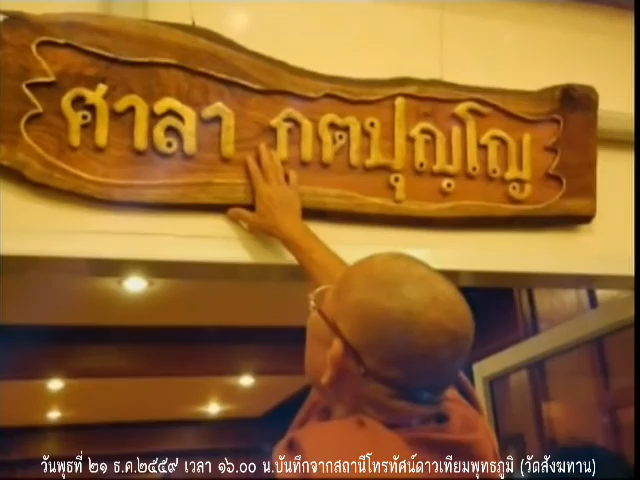 ศาลา กตปุญฺโญ
วันพุธที่ ๒๑ ธ.ค.๒๕๕๙ เวลา ๑๖.๐๐ น.บันทึกจากสถานีโทรทัศน์ดาวเทียมพุทธภูมิ (วัดสังฆทาน)